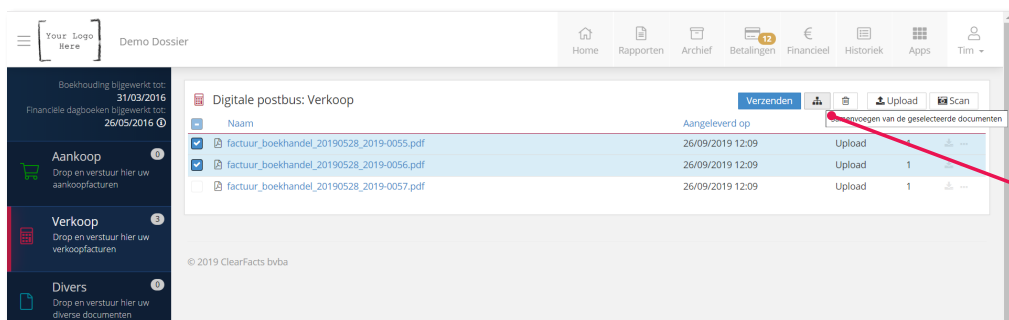 Your Logo
Here
Demo Dossier
Home
Rapporten
Archief
12
Betalingen
Financieel
Historiek
Apps
Tim
Boekhouding bijgewerkt tot:
31/03/2016
Financiële dagboeken bijgewerkt tot:
26/05/2016
Aankoop 0
Drop en verstuur hier uw
aankoopfacturen
Verkoop 3
Drop en verstuur hier uw
verkoopfacturen
Divers 0
Drop en verstuur hier uw
diverse documenten
Digitale postbus: Verkoop
Verzenden
Upload
Scan
Naam Aangeleverd op
Samenvoegen van de geselecteerde documenten
factuur_boekhandel_20190528_2019-0055.pdf 26/09/2019 12:09 Upload 1
factuur_boekhandel_20190528_2019-0056.pdf 26/09/2019 12:09 Upload 1
factuur_boekhandel_20190528_2019-0057.pdf 26/09/2019 12:09 Upload 1
© 2019 ClearFacts bvba